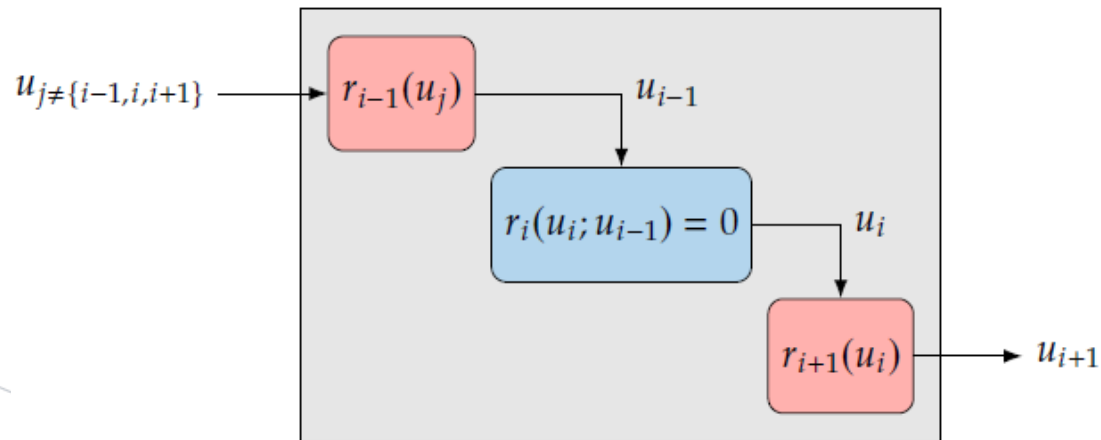 u_{j≠{i−1,i,i+1}}
r_{i−1}(u_j)
u_{i−1}
r_i(u_i; u_{i−1}) = 0
u_i
r_{i+1}(u_i)
u_{i+1}